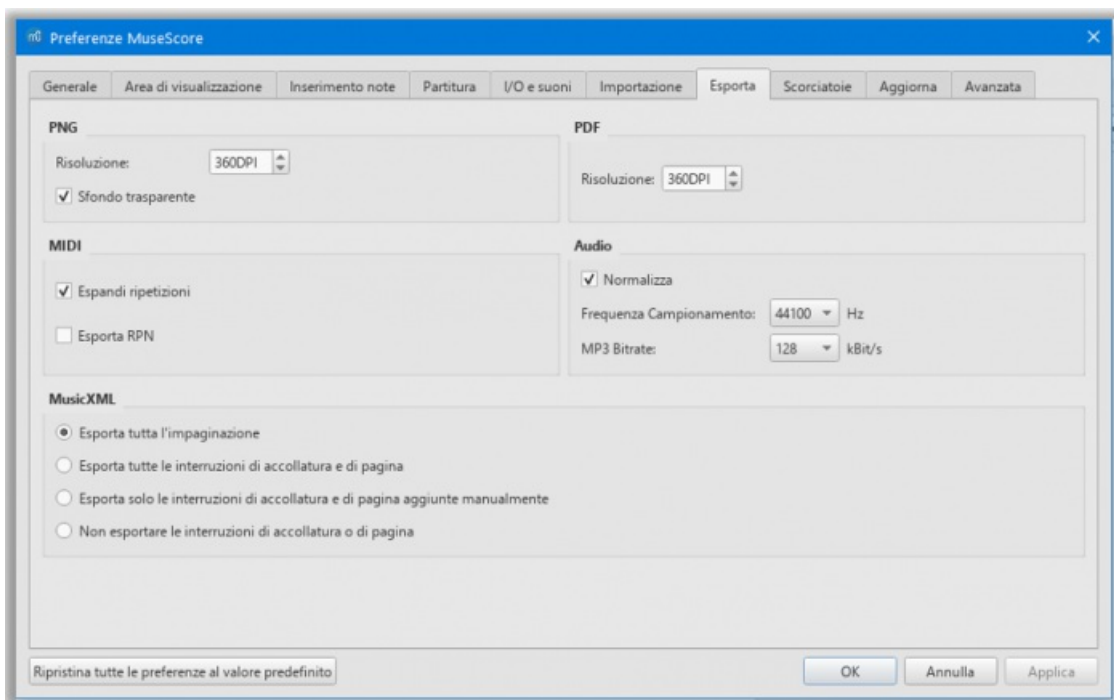 Preferenze MuseScore
Generale Area di visualizzazione Inserimento note Partitura I/O e suoni Importazione Esporta Scorciatoie Aggiorna Avanzata
PNG
Risoluzione: 360DPI
Sfondo trasparente
PDF
Risoluzione: 360DPI
MIDI
Espandi ripetizioni
Esporta RPN
Audio
Normalizza
Frequenza Campionamento: 44100 Hz
MP3 Bitrate: 128 kBit/s
MusicXML
Esporta tutta l'impaginazione
Esporta tutte le interruzioni di accollatura e di pagina
Esporta solo le interruzioni di accollatura e di pagina aggiunte manualmente
Non esportare le interruzioni di accollatura o di pagina
Ripristina tutte le preferenze al valore predefinito OK Annulla Applica